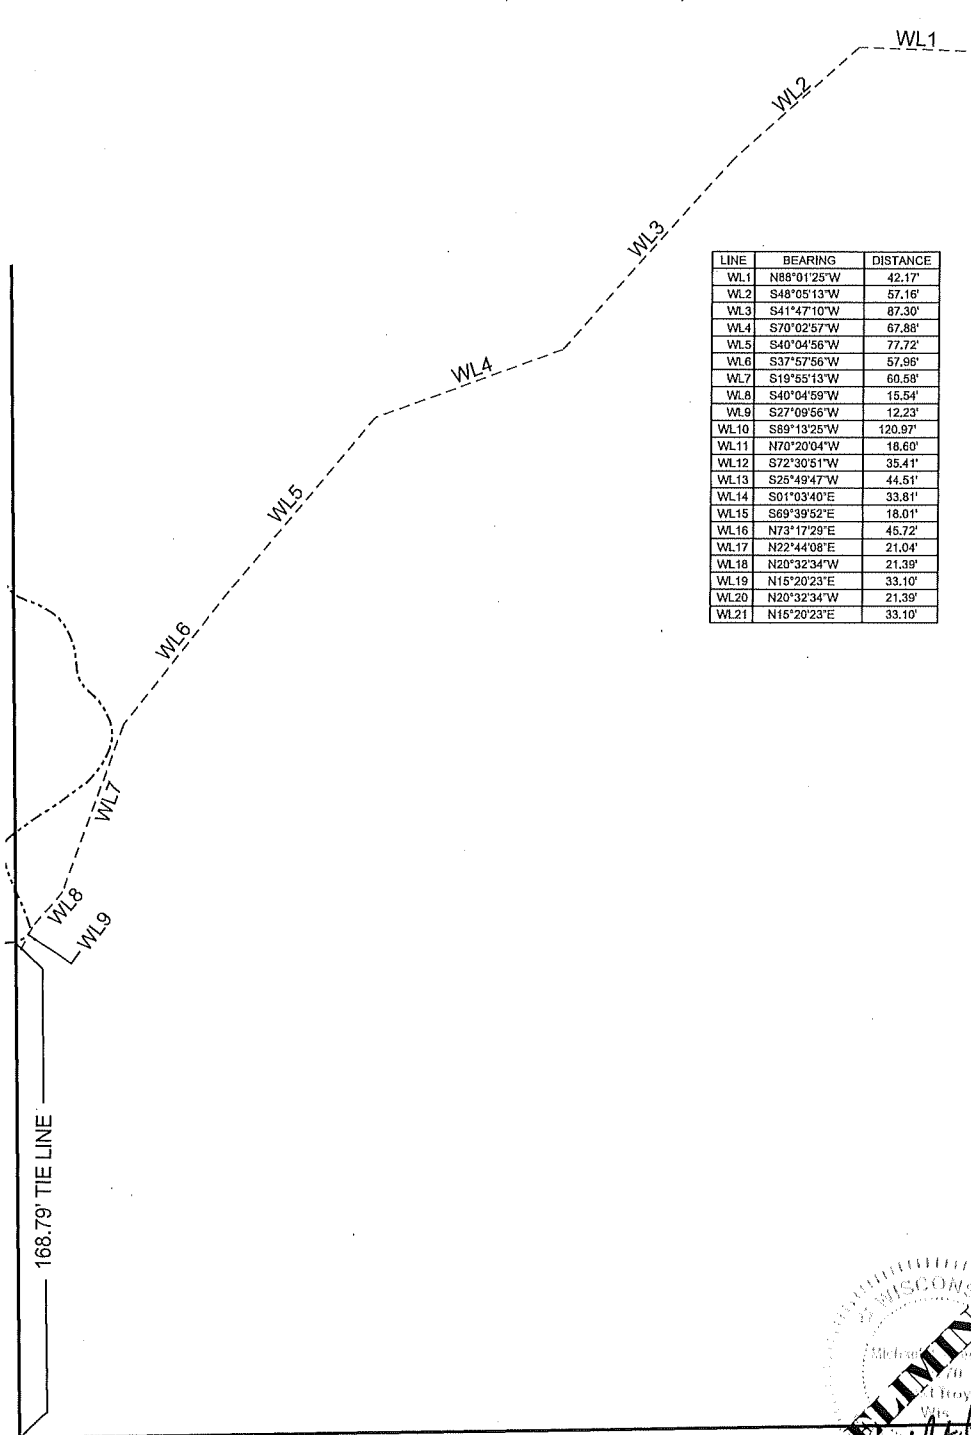 WL1
WL2
WL3
WL4
WL5
WL6
WL7
WL8
WL9
168.79' TIE LINE
LINE BEARING DISTANCE
WL1 N88°01'25"W 42.17'
WL2 S48°05'13"W 57.16'
WL3 S41°47'10"W 87.30'
WL4 S70°02'57"W 67.88'
WL5 S40°04'56"W 77.72'
WL6 S37°57'56"W 57.96'
WL7 S19°55'13"W 60.58'
WL8 S40°04'59"W 15.54'
WL9 S27°09'56"W 12.23'
WL10 S89°13'25"W 120.97'
WL11 N70°20'04"W 18.60'
WL12 S72°30'51"W 35.41'
WL13 S25°49'47"W 44.51'
WL14 S01°03'40"E 33.81'
WL15 S69°39'52"E 18.01'
WL16 N73°17'29"E 45.72'
WL17 N22°44'08"E 21.04'
WL18 N20°32'34"W 21.39'
WL19 N15°20'23"E 33.10'
WL20 N20°32'34"W 21.39'
WL21 N15°20'23"E 33.10'
WISCONS
ELIMIN
Wis